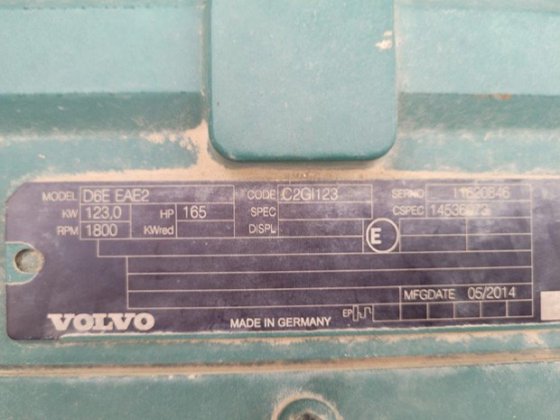 MODEL D6E EAE2 CODE C2GI123 SERNO
KW 123,0 HP 165 SPEC CSPEC
RPM 1800 KWred DISPL E
MFGDATE 05/2014
VOLVO MADE IN GERMANY EP